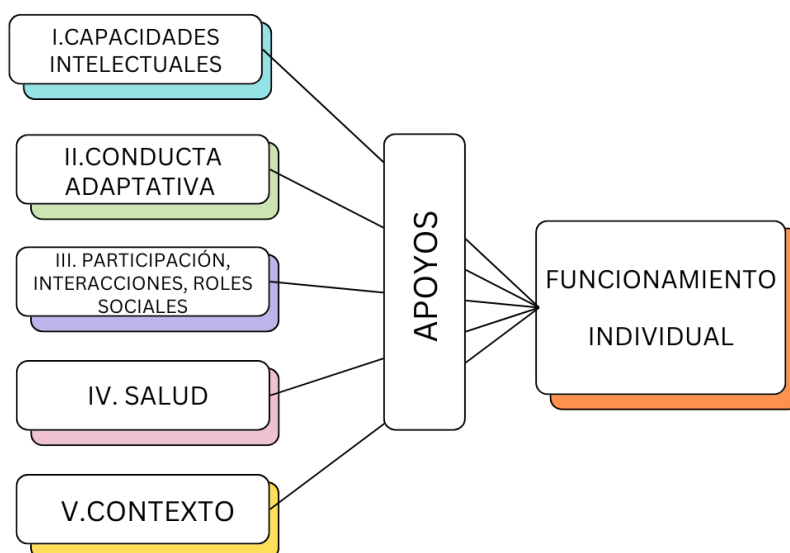 I.CAPACIDADES
INTELECTUALES
II.CONDUCTA
ADAPTATIVA
III. PARTICIPACIÓN,
INTERACCIONES, ROLES
SOCIALES
IV. SALUD
V.CONTEXTO
APOYOS
FUNCIONAMIENTO
INDIVIDUAL